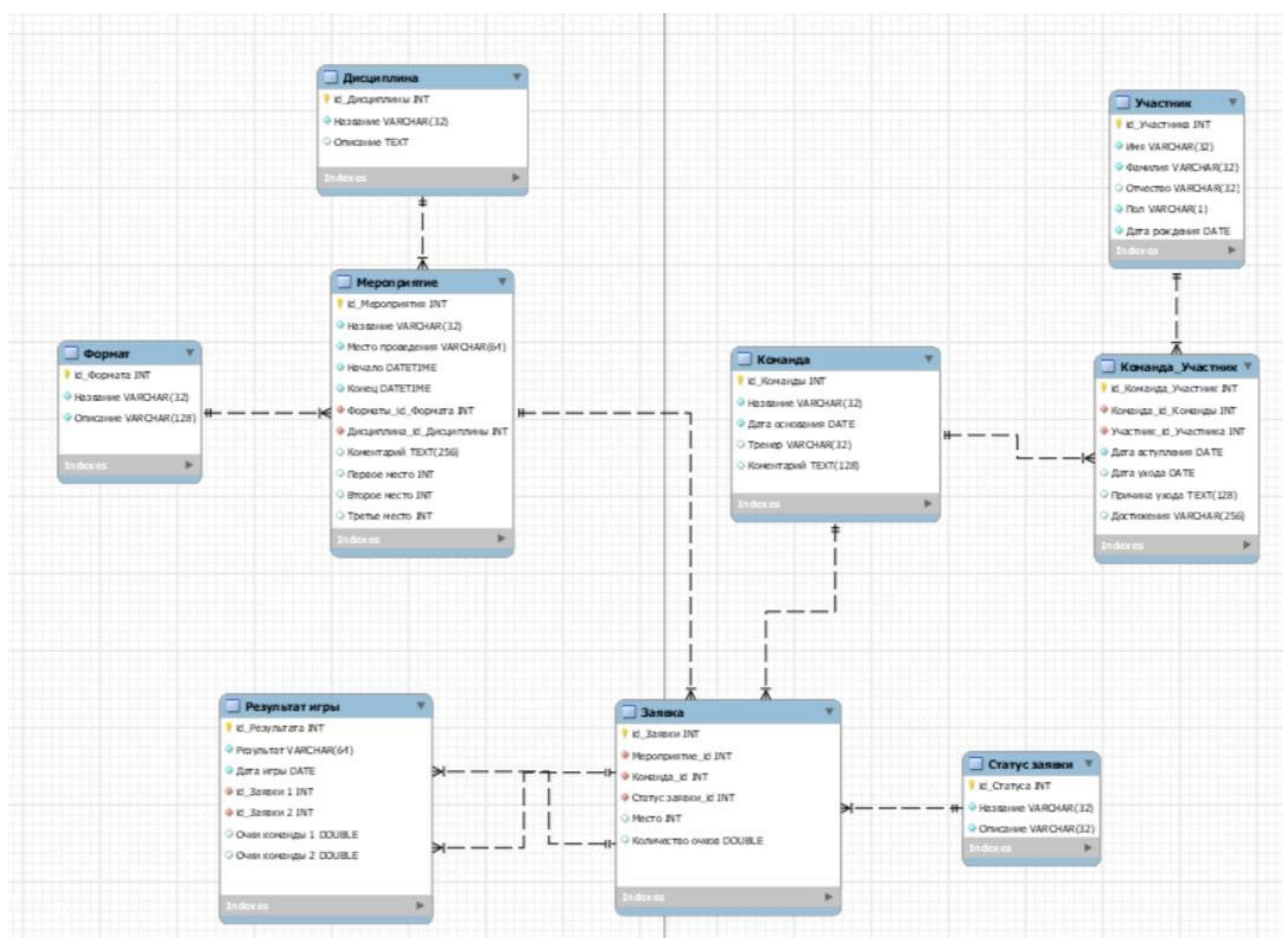 Дисциплина
id_Дисциплины INT
Название VARCHAR(32)
Описание TEXT
Indexes
Участник
id_Участника INT
Имя VARCHAR(32)
Фамилия VARCHAR(32)
Отчество VARCHAR(32)
Пол VARCHAR(1)
Дата рождения DATE
Indexes
Мероприятие
id_Мероприятия INT
Название VARCHAR(32)
Место проведения VARCHAR(64)
Начало DATETIME
Конец DATETIME
Форматы_id_Формата INT
Дисциплина_id_Дисциплины INT
Коментарий TEXT(256)
Первое место INT
Второе место INT
Третье место INT
Indexes
Формат
id_Формата INT
Название VARCHAR(32)
Описание VARCHAR(128)
Indexes
Команда
id_Команды INT
Название VARCHAR(32)
Дата основания DATE
Тренер VARCHAR(32)
Коментарий TEXT(128)
Indexes
Команда_Участник
id_Команда_Участник INT
Команда_id_Команды INT
Участник_id_Участника INT
Дата вступления DATE
Дата ухода DATE
Причина ухода TEXT(128)
Достижения VARCHAR(256)
Indexes
Результат игры
id_Результата INT
Результат VARCHAR(64)
Дата игры DATE
id_Заявки 1 INT
id_Заявки 2 INT
Очки команды 1 DOUBLE
Очки команды 2 DOUBLE
Indexes
Заявка
id_Заявки INT
Мероприятие_id INT
Команда_id INT
Статус заявки_id INT
Место INT
Количество очков DOUBLE
Indexes
Статус заявки
id_Статуса INT
Название VARCHAR(32)
Описание VARCHAR(32)
Indexes